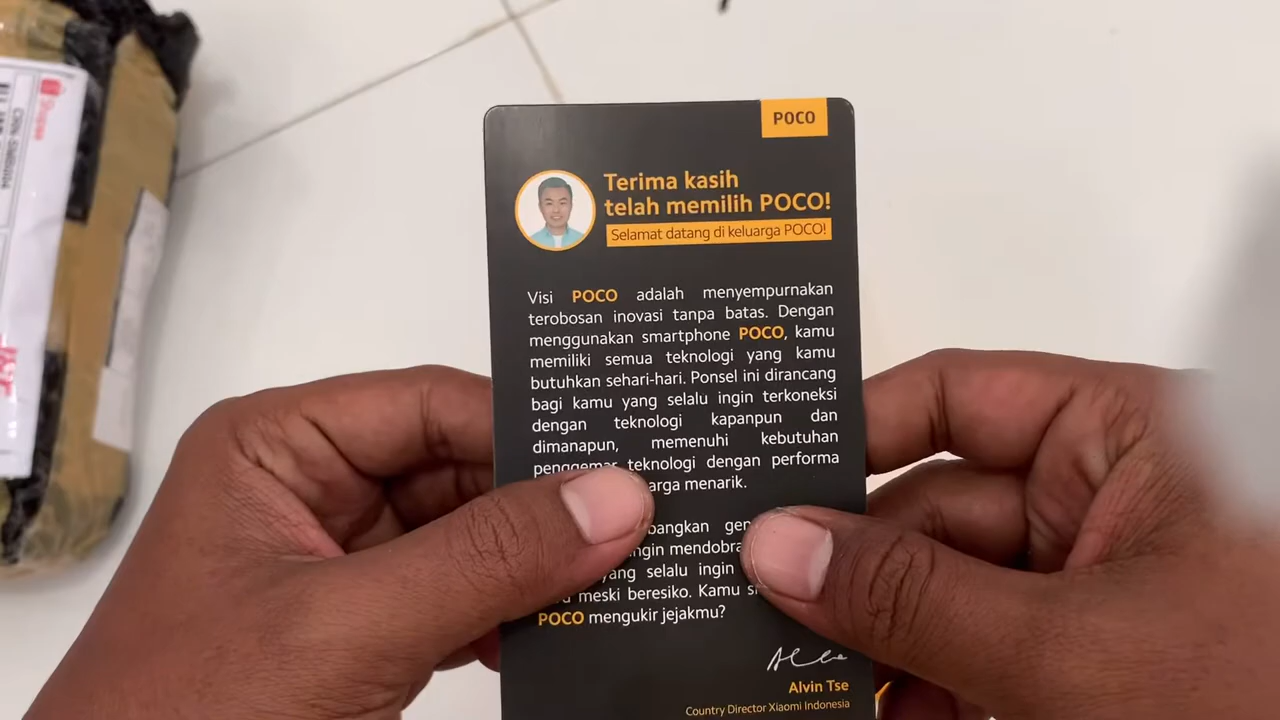 POCO
Terima kasih
telah memilih POCO!
Selamat datang di keluarga POCO!
Visi POCO adalah menyempurnakan
terobosan inovasi tanpa batas. Dengan
menggunakan smartphone POCO, kamu
memiliki semua teknologi yang kamu
butuhkan sehari-hari. Ponsel ini dirancang
bagi kamu yang selalu ingin terkoneksi
dengan teknologi kapanpun dan
dimanapun, memenuhi kebutuhan
penggemar teknologi dengan performa
menarik.
mendobra
yang selalu ingin
meski beresiko. Kamu
POCO mengukir jejakmu?
Alvin Tse
Country Director Xiaomi Indonesia